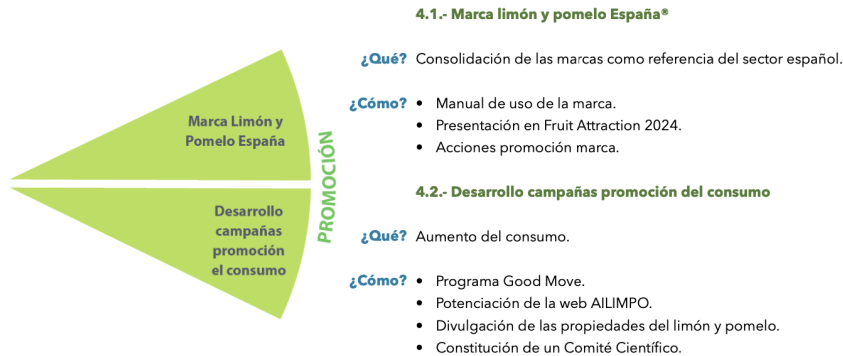 Marca Limón y
Pomelo España
Desarrollo
campañas
promoción
el consumo
PROMOCIÓN
4.1.- Marca limón y pomelo España®
¿Qué? Consolidación de las marcas como referencia del sector español.
¿Cómo? • Manual de uso de la marca.
• Presentación en Fruit Attraction 2024.
• Acciones promoción marca.
4.2.- Desarrollo campañas promoción del consumo
¿Qué? Aumento del consumo.
¿Cómo? • Programa Good Move.
• Potenciación de la web AILIMPO.
• Divulgación de las propiedades del limón y pomelo.
• Constitución de un Comité Científico.